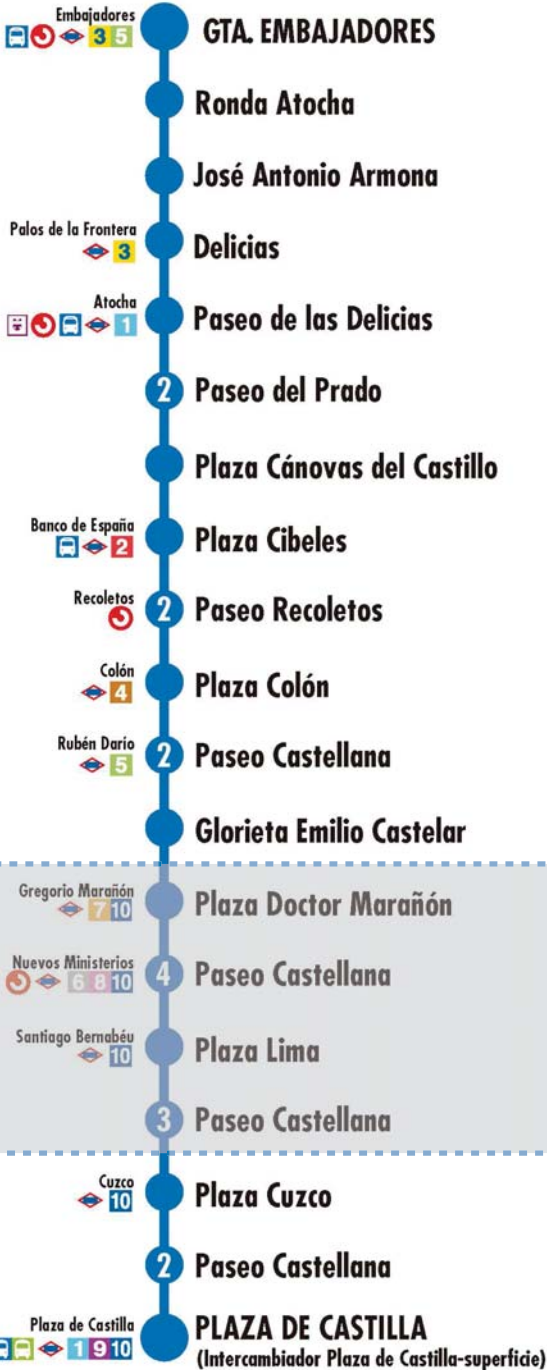 Embajadores
3 5
GTA. EMBAJADORES
Ronda Atocha
José Antonio Armona
Palos de la Frontera
3
Delicias
Atocha
1
Paseo de las Delicias
2 Paseo del Prado
Plaza Cánovas del Castillo
Banco de España
2
Plaza Cibeles
Recoletos
2 Paseo Recoletos
Colón
4
Plaza Colón
Rubén Darío
5
2 Paseo Castellana
Glorieta Emilio Castelar
Gregorio Marañón
7 10
Plaza Doctor Marañón
Nuevos Ministerios
6 8 10
4 Paseo Castellana
Santiago Bernabéu
10
Plaza Lima
3 Paseo Castellana
Cuzco
10
Plaza Cuzco
2 Paseo Castellana
Plaza de Castilla
1 9 10
PLAZA DE CASTILLA
(Intercambiador Plaza de Castilla-superficie)